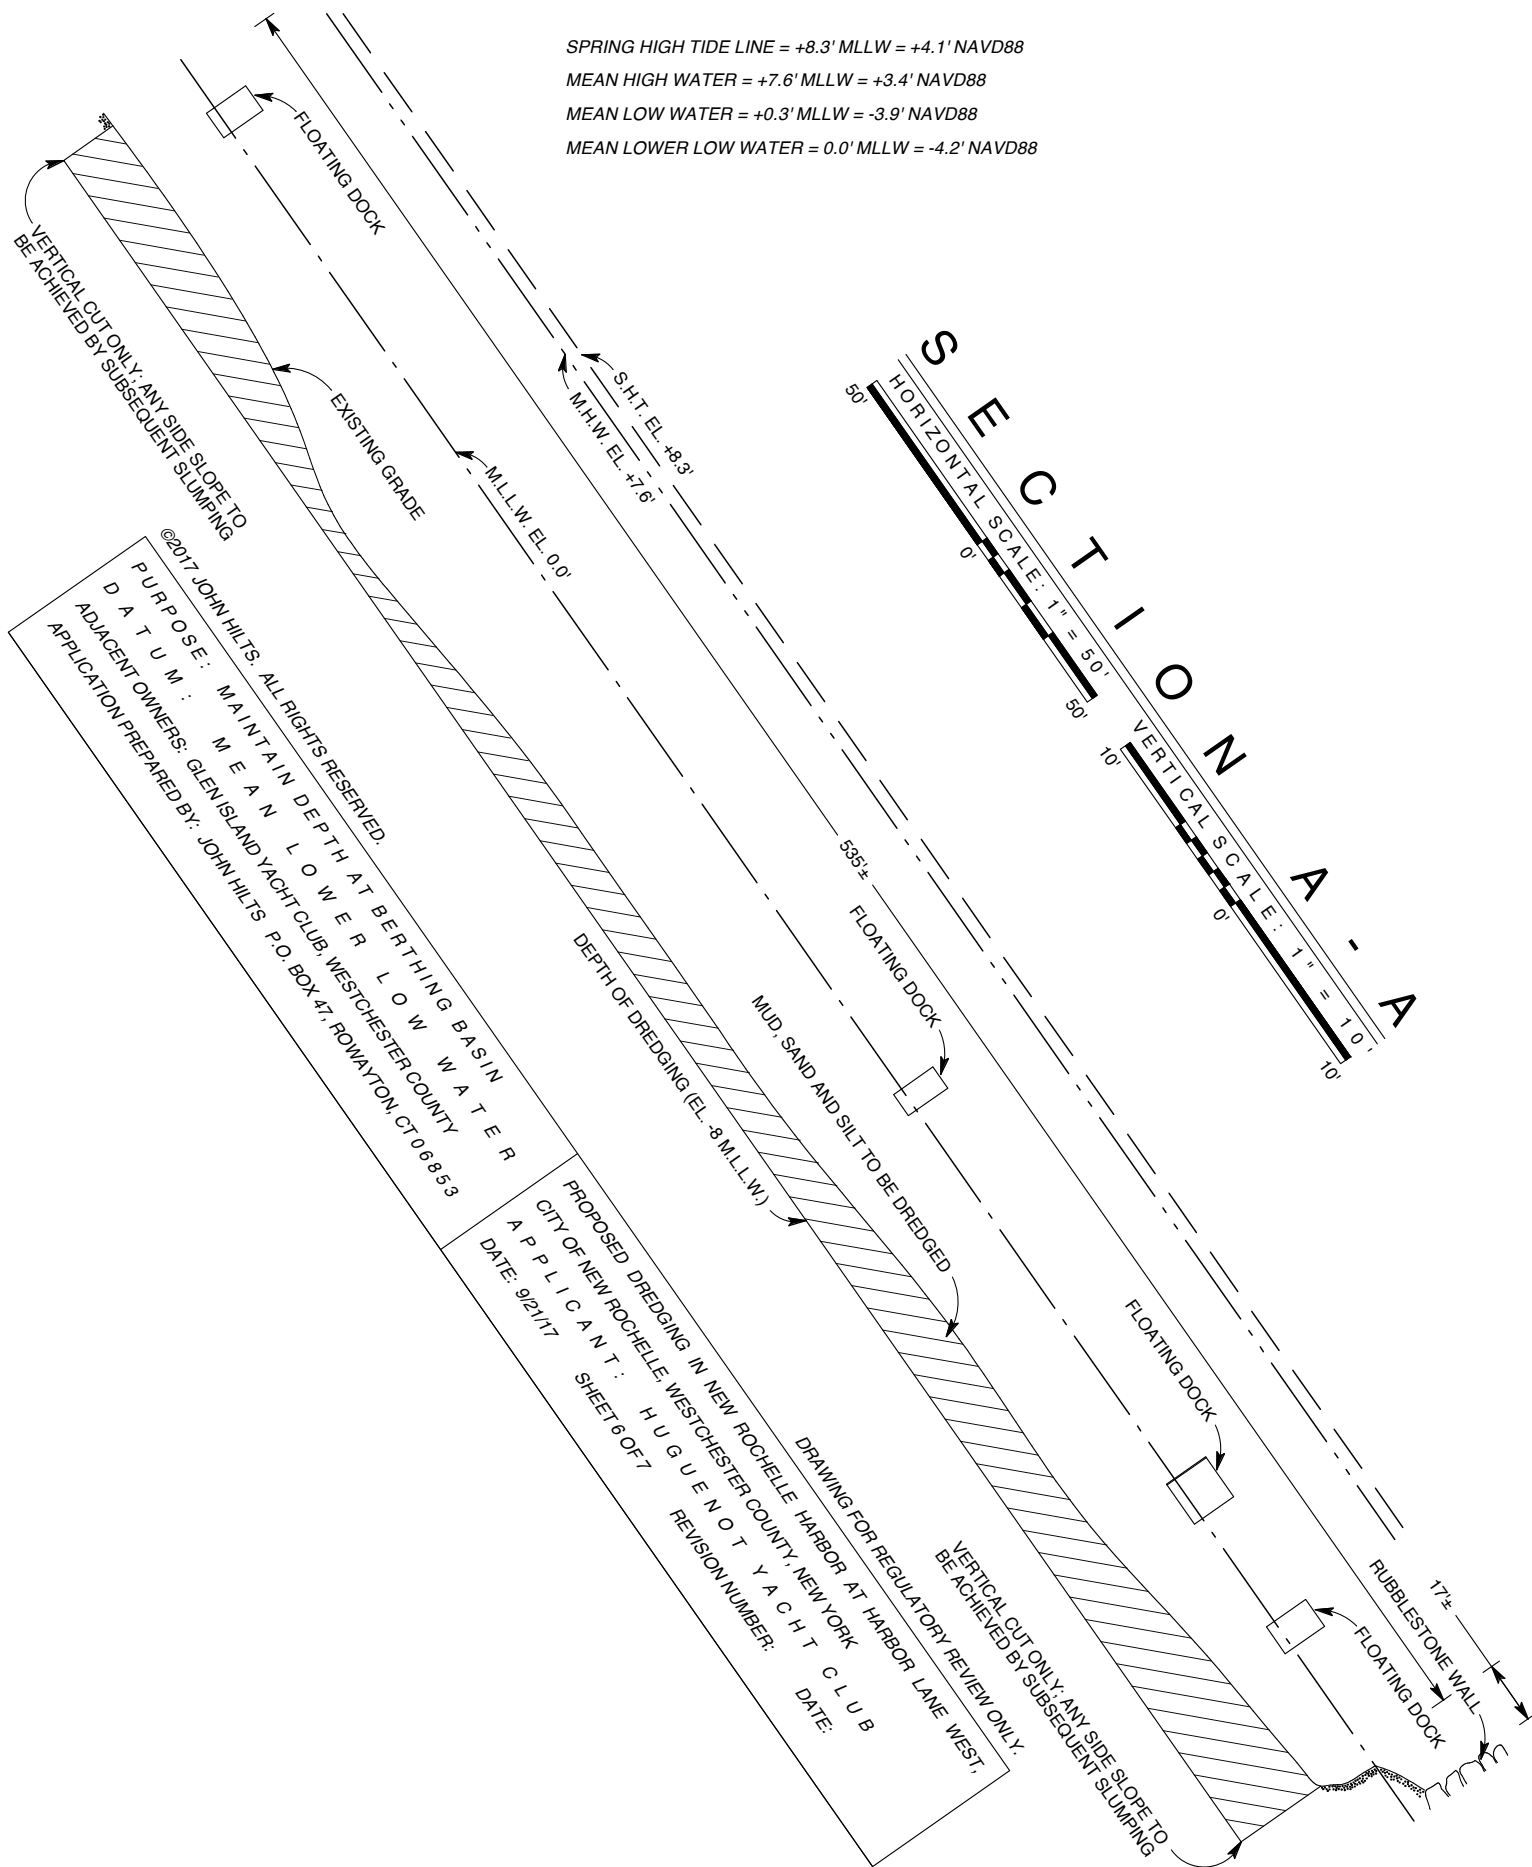 SPRING HIGH TIDE LINE = +8.3' MLLW = +4.1' NAVD88
MEAN HIGH WATER = +7.6' MLLW = +3.4' NAVD88
MEAN LOW WATER = +0.3' MLLW = -3.9' NAVD88
MEAN LOWER LOW WATER = 0.0' MLLW = -4.2' NAVD88
FLOATING DOCK
VERTICAL CUT ONLY; ANY SIDE SLOPE TO
BE ACHIEVED BY SUBSEQUENT SLUMPING
EXISTING GRADE
M.L.L.W. EL. 0.0'
S.H.T. EL. +8.3'
M.H.W. EL. +7.6'
SECTION A-A
HORIZONTAL SCALE: 1" = 50'
50'
0'
50'
VERTICAL SCALE: 1" = 10'
10'
0'
10'
535'±
FLOATING DOCK
MUD, SAND AND SILT TO BE DREDGED
DEPTH OF DREDGING (EL. -8 M.L.L.W.)
FLOATING DOCK
FLOATING DOCK
RUBBLESTONE WALL
17'±
VERTICAL CUT ONLY; ANY SIDE SLOPE TO
BE ACHIEVED BY SUBSEQUENT SLUMPING
©2017 JOHN HILTS. ALL RIGHTS RESERVED.
DRAWING FOR REGULATORY REVIEW ONLY.
PURPOSE: MAINTAIN DEPTH AT BERTHING BASIN
DATUM: MEAN LOWER LOW WATER
ADJACENT OWNERS: GLEN ISLAND YACHT CLUB, WESTCHESTER COUNTY
APPLICATION PREPARED BY: JOHN HILTS P.O. BOX 47, ROWAYTON, CT 06853
PROPOSED DREDGING IN NEW ROCHELLE HARBOR AT HARBOR LANE WEST,
CITY OF NEW ROCHELLE, WESTCHESTER COUNTY, NEW YORK
APPLICANT: HUGUENOT YACHT CLUB
DATE: 9/21/17 SHEET 6 OF 7 REVISION NUMBER: DATE: